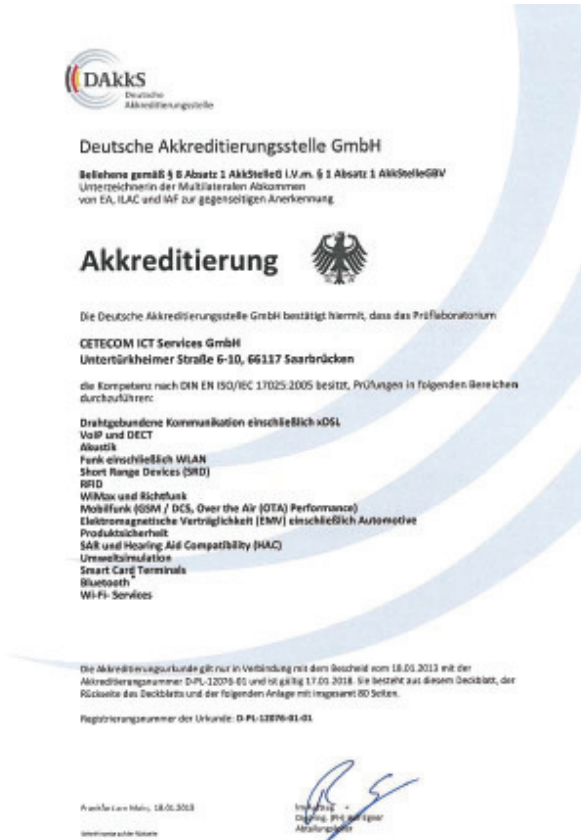 DAkkS
Deutsche
Akkreditierungsstelle
Deutsche Akkreditierungsstelle GmbH
Beliehene gemäß § 8 Absatz 1 AkkStelleG i.V.m. § 1 Absatz 1 AkkStelleGBV
Unterzeichnerin der Multilateralen Abkommen
von EA, ILAC und IAF zur gegenseitigen Anerkennung
Akkreditierung
Die Deutsche Akkreditierungsstelle GmbH bestätigt hiermit, dass das Prüflaboratorium
CETECOM ICT Services GmbH
Untertürkheimer Straße 6-10, 66117 Saarbrücken
die Kompetenz nach DIN EN ISO/IEC 17025:2005 besitzt, Prüfungen in folgenden Bereichen
durchzuführen:
Drahtgebundene Kommunikation einschließlich xDSL
VoIP und DECT
Akustik
Funk einschließlich WLAN
Short Range Devices (SRD)
RFID
WiMax und Richtfunk
Mobilfunk (GSM / DCS, Over the Air (OTA) Performance)
Elektromagnetische Verträglichkeit (EMV) einschließlich Automotive
Produktsicherheit
SAR und Hearing Aid Compatibility (HAC)
Umweltsimulation
Smart Card Terminals
Bluetooth
Wi-Fi- Services
Die Akkreditierungsurkunde gilt nur in Verbindung mit dem Bescheid vom 18.01.2013 mit der
Akkreditierungsnummer D-PL-12076-01 und ist gültig 17.01.2018. Sie besteht aus diesem Deckblatt, der
Rückseite des Deckblatts und der folgenden Anlage mit insgesamt 80 Seiten.
Registrierungsnummer der Urkunde: D-PL-12076-01-01
Frankfurt am Main, 18.01.2013
Im Auftrag
Abteilungsleiter